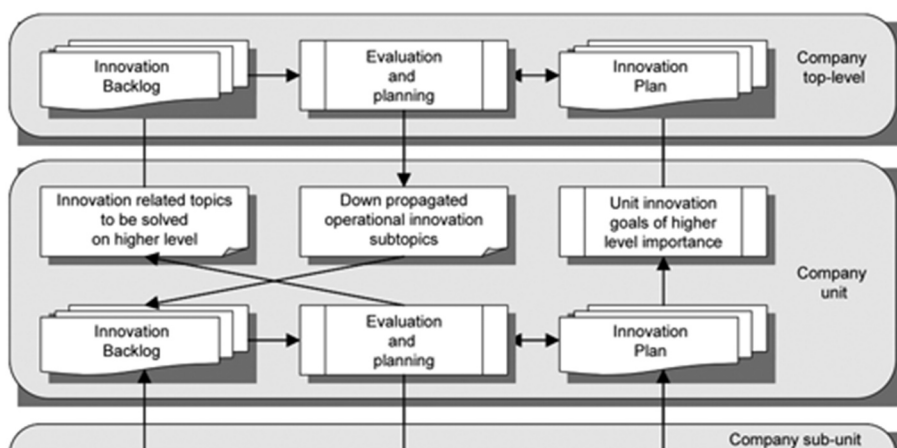 Innovation
Backlog
Evaluation
and
planning
Innovation
Plan
Company
top-level
Innovation related topics
to be solved
on higher level
Down propagated
operational innovation
subtopics
Unit innovation
goals of higher
level importance
Company
unit
Innovation
Backlog
Evaluation
and
planning
Innovation
Plan
Company sub-unit